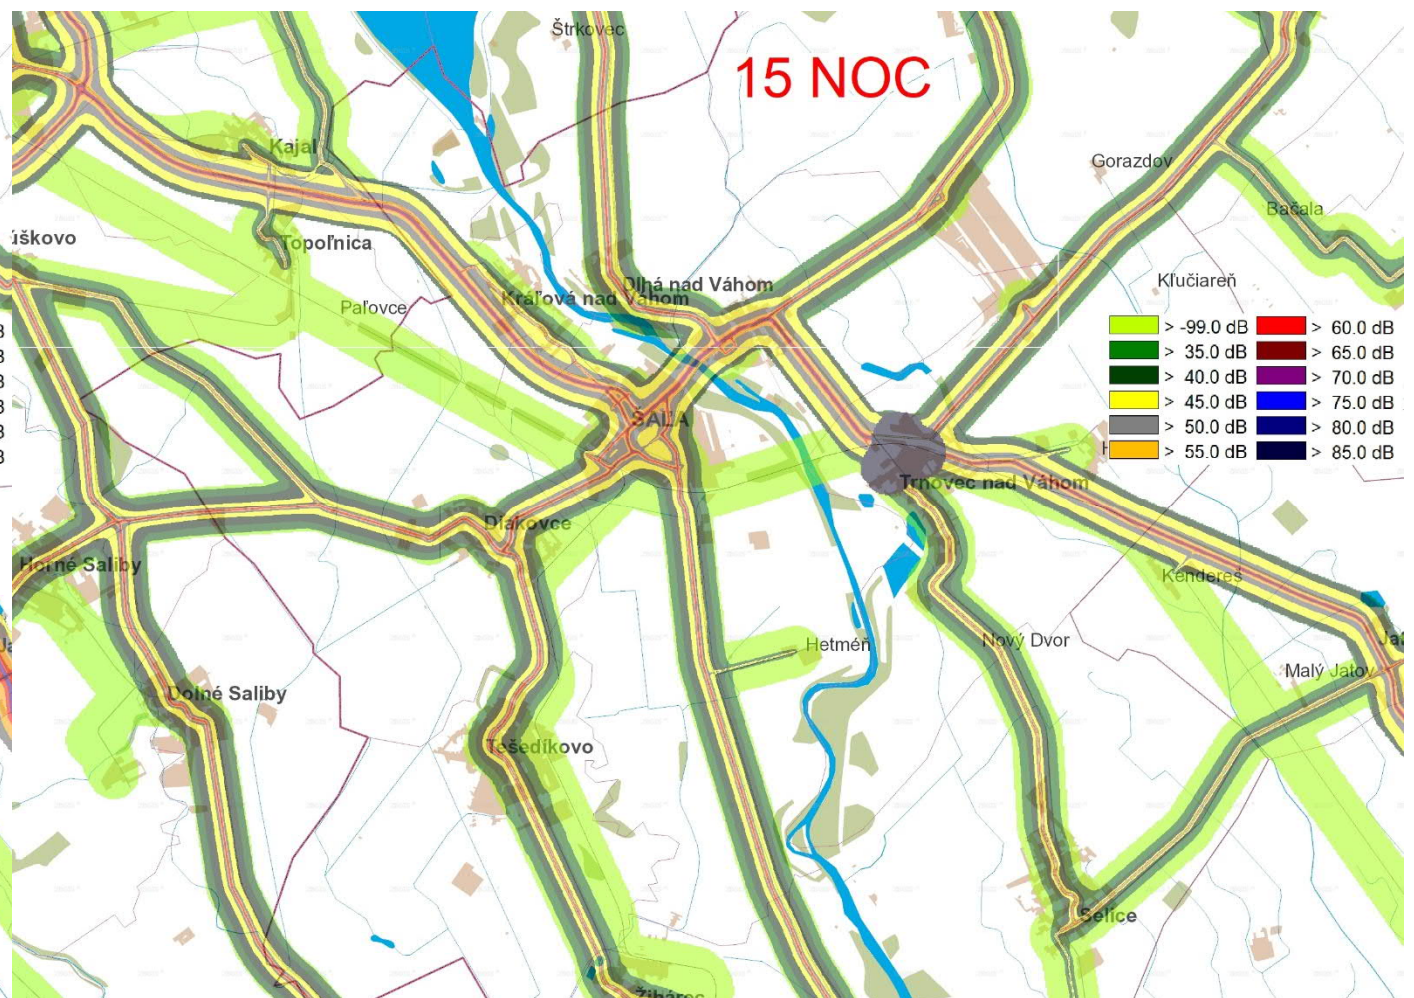 Štrkovec
15 NOC
Kajal
Gorazdov
Bačala
úškovo
Topoľnica
Kľučiareň
Dlhá nad Váhom
Kráľová nad Váhom
Paľovce
> -99.0 dB
> 60.0 dB
> 35.0 dB
> 65.0 dB
> 40.0 dB
> 70.0 dB
> 45.0 dB
> 75.0 dB
> 50.0 dB
> 80.0 dB
> 55.0 dB
> 85.0 dB
ŠAĽA
Trnovec nad Váhom
Diakovce
Horné Saliby
Kendereš
Nový Dvor
Hetméň
Malý Jatov
Dolné Saliby
Tešedíkovo
Selice
Žihárec